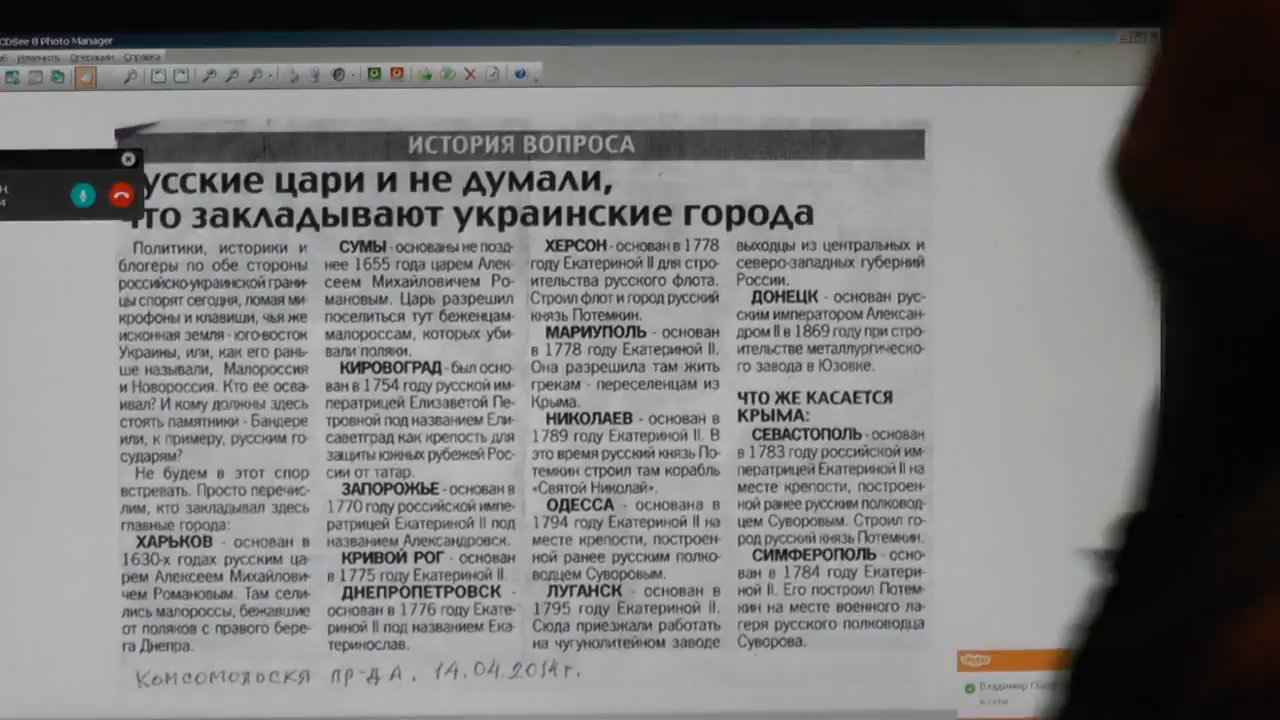 CDSee 8 Photo Manager
Изменить Операции Справка
ИСТОРИЯ ВОПРОСА
усские цари и не думали,
что закладывают украинские города
Политики, историки и
блогеры по обе стороны
российско-украинской грани-
цы спорят сегодня, ломая ми-
крофоны и клавиши, чья же
исконная земля - юго-восток
Украины, или, как его рань-
ше называли, Малороссия
и Новороссия. Кто ее осва-
ивал? И кому должны здесь
стоять памятники - Бандере
или, к примеру, русским го-
сударям?
Не будем в этот спор
встревать. Просто перечис-
лим, кто закладывал здесь
главные города:
ХАРЬКОВ - основан в
1630-х годах русским ца-
рем Алексеем Михайлови-
чем Романовым. Там сели-
лись малороссы, бежавшие
от поляков с правого бере-
га Днепра.
СУМЫ - основаны не позд-
нее 1655 года царем Алек-
сеем Михайловичем Ро-
мановым. Царь разрешил
поселиться тут беженцам-
малороссам, которых уби-
вали поляки.
КИРОВОГРАД - был осно-
ван в 1754 году русской им-
ператрицей Елизаветой Пе-
тровной под названием Ели-
саветград как крепость для
защиты южных рубежей Рос-
сии от татар.
ЗАПОРОЖЬЕ - основан в
1770 году российской импе-
ратрицей Екатериной II под
названием Александровск.
КРИВОЙ РОГ - основан
в 1775 году Екатериной II.
ДНЕПРОПЕТРОВСК -
основан в 1776 году Екате-
риной II под названием Ека-
теринослав.
ХЕРСОН - основан в 1778
году Екатериной II для стро-
ительства русского флота.
Строил флот и город русский
князь Потемкин.
МАРИУПОЛЬ - основан
в 1778 году Екатериной II.
Она разрешила там жить
грекам - переселенцам из
Крыма.
НИКОЛАЕВ - основан в
1789 году Екатериной II. В
это время русский князь По-
темкин строил там корабль
«Святой Николай».
ОДЕССА - основана в
1794 году Екатериной II на
месте крепости, построен-
ной ранее русским полко-
водцем Суворовым.
ЛУГАНСК - основан в
1795 году Екатериной II.
Сюда приезжали работать
на чугунолитейном заводе
выходцы из центральных и
северо-западных губерний
России.
ДОНЕЦК - основан рус-
ским императором Алексан-
дром II в 1869 году при стро-
ительстве металлургическо-
го завода в Юзовке.
ЧТО ЖЕ КАСАЕТСЯ
КРЫМА:
СЕВАСТОПОЛЬ - основан
в 1783 году российской им-
ператрицей Екатериной II на
месте крепости, построен-
ной ранее русским полковод-
цем Суворовым. Строил го-
род русский князь Потемкин.
СИМФЕРОПОЛЬ - осно-
ван в 1784 году Екатери-
ной II. Его построил Потем-
кин на месте военного ла-
геря русского полководца
Суворова.
КОМСОМОЛЬСКЯ ПР-ДА. 14.04.2014г.
Skype
Владимир
в сети